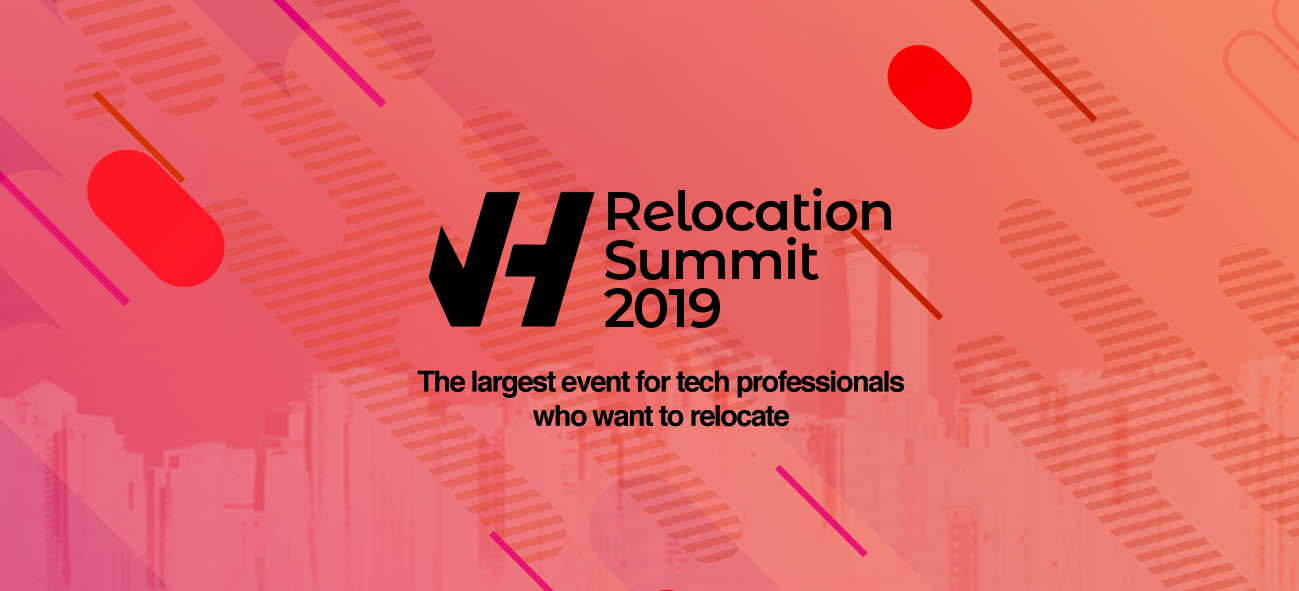 Relocation
Summit
2019
The largest event for tech professionals
who want to relocate